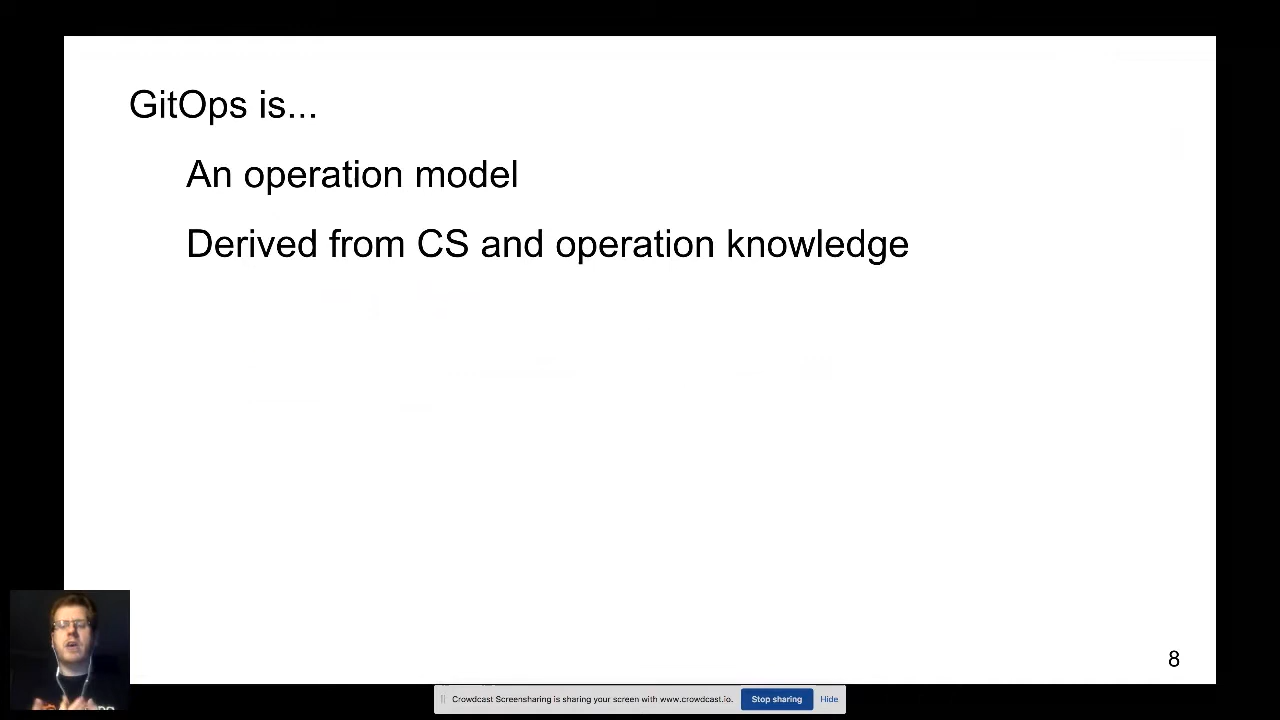 GitOps is...
An operation model
Derived from CS and operation knowledge
8
Crowdcast Screensharing is sharing your screen with www.crowdcast.io.
Stop sharing
Hide